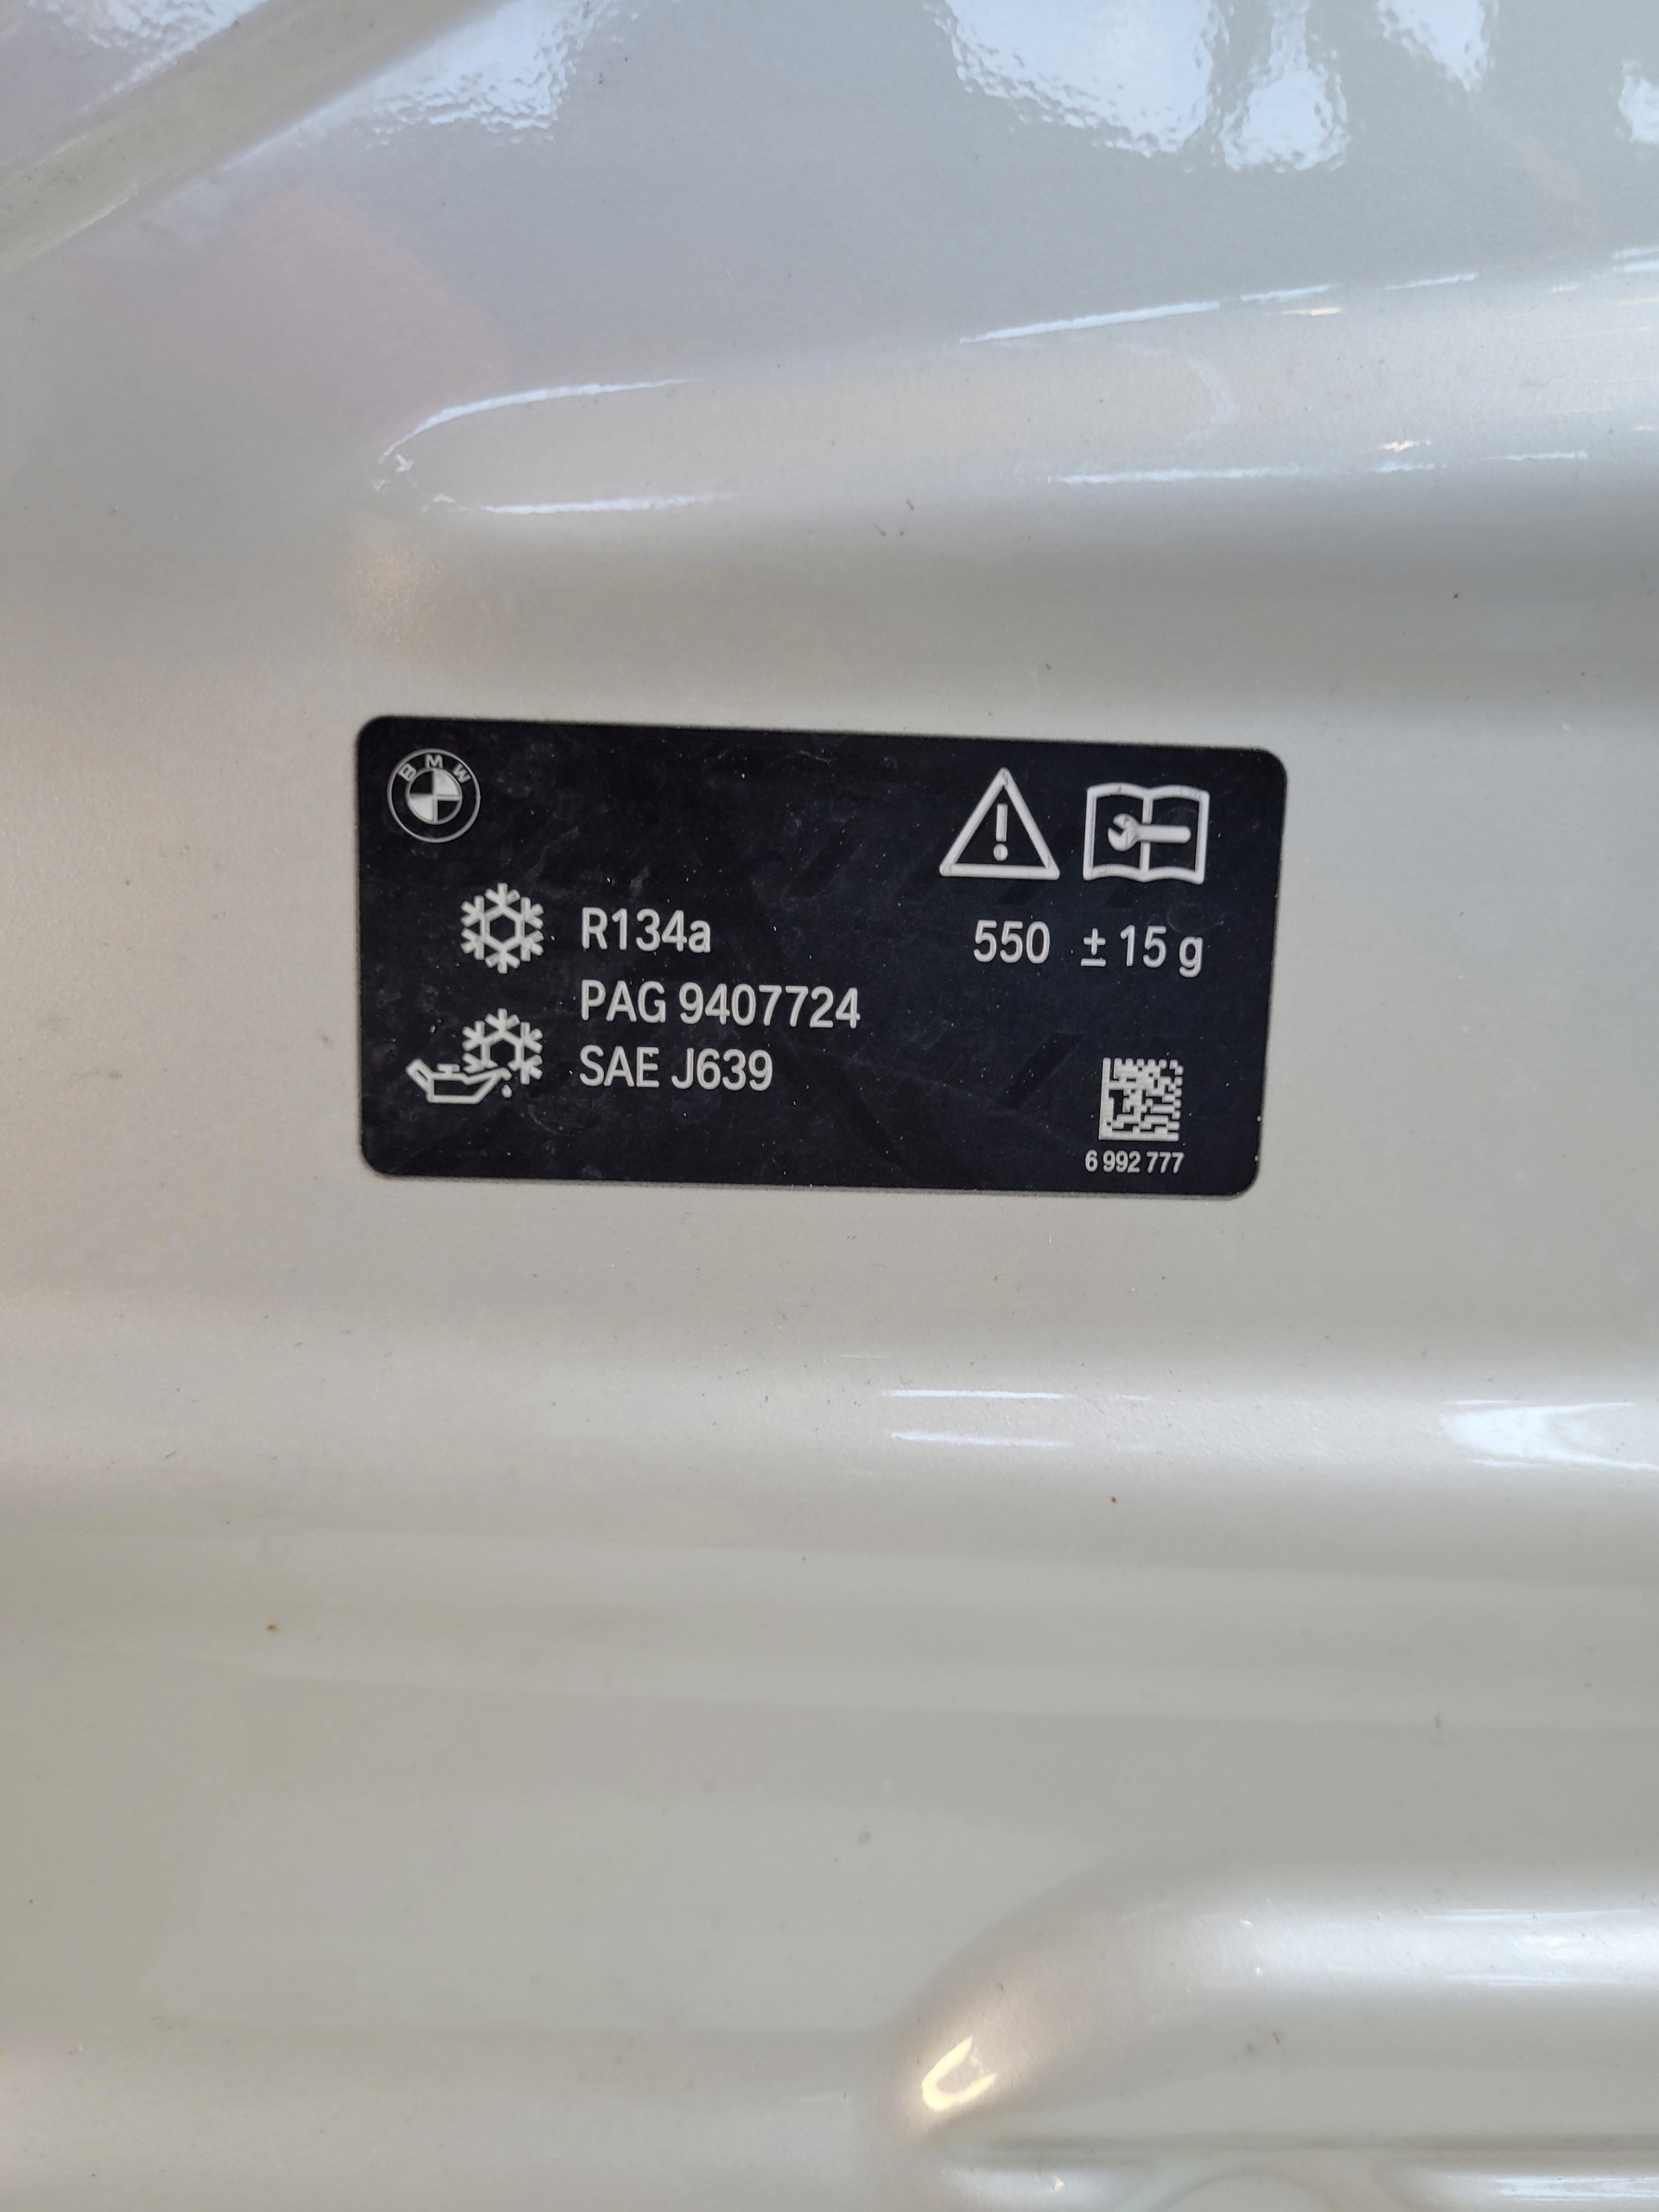 BMW
R134a 550 ± 15 g
PAG 9407724
SAE J639
6 992 777